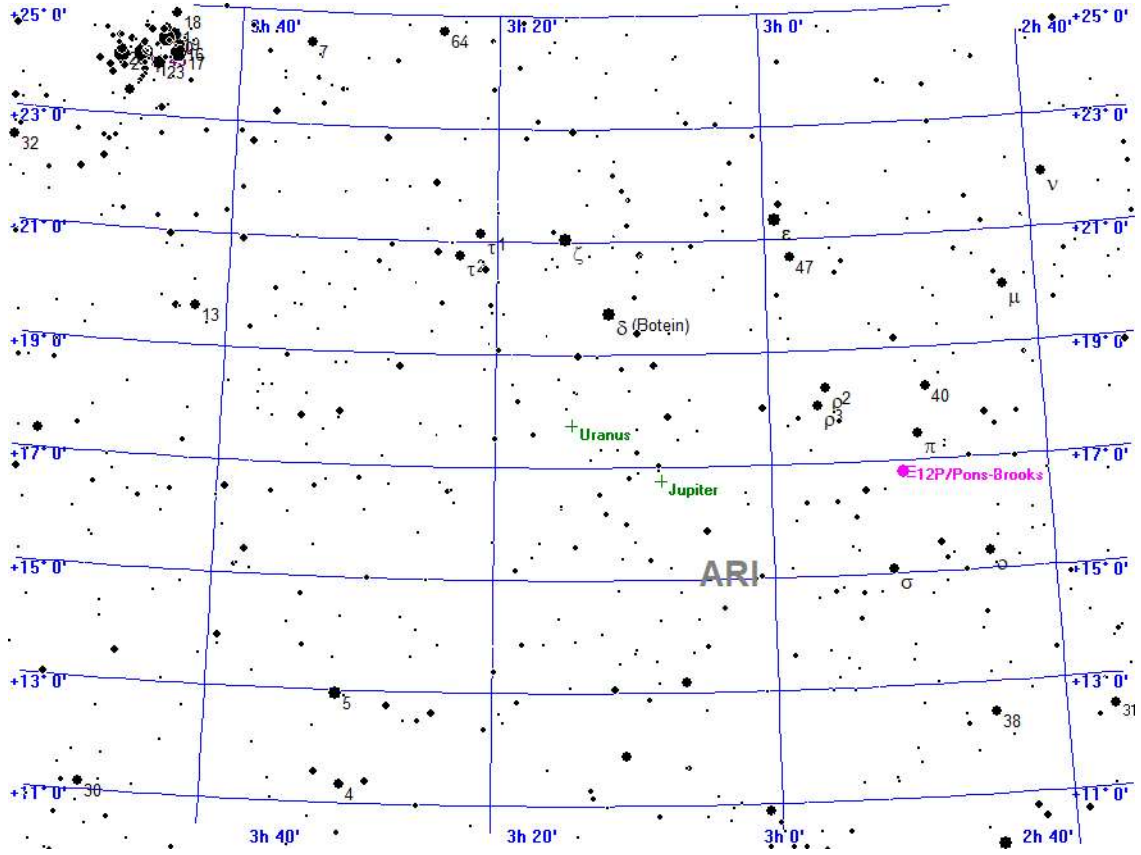 +25° 0'
18
3h 40'
64
3h 20'
3h 0'
2h 40'
+25° 0'
7
19
16
17
23
+23° 0'
+23° 0'
32
ν
+21° 0'
+21° 0'
τ1
τ2
ζ
ε
47
μ
13
δ (Botein)
+19° 0'
+19° 0'
ρ2
ρ3
40
Uranus
π
+17° 0'
+17° 0'
12P/Pons-Brooks
Jupiter
+15° 0'
ARI
σ
ο
+15° 0'
+13° 0'
+13° 0'
5
38
31
30
4
+11° 0'
+11° 0'
3h 40'
3h 20'
3h 0'
2h 40'